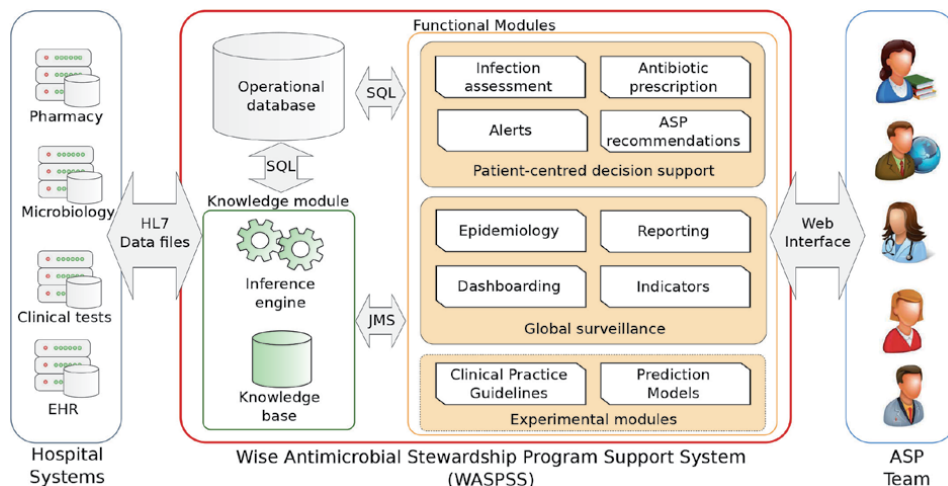 Functional Modules
Pharmacy
Microbiology
Clinical tests
EHR
Hospital
Systems
HL7
Data files
Operational
database
SQL
SQL
Knowledge module
Inference
engine
Knowledge
base
JMS
Infection
assessment
Antibiotic
prescription
Alerts
ASP
recommendations
Patient-centred decision support
Epidemiology
Reporting
Dashboarding
Indicators
Global surveillance
Clinical Practice
Guidelines
Prediction
Models
Experimental modules
Wise Antimicrobial Stewardship Program Support System
(WASPSS)
Web
Interface
ASP
Team